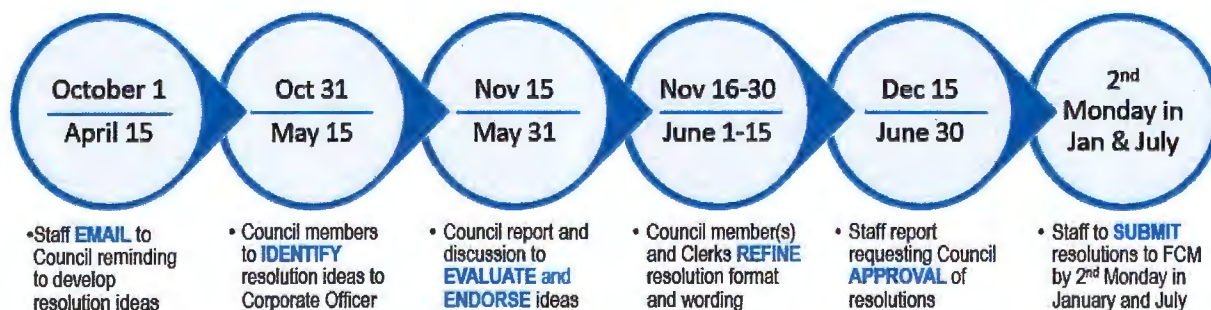 October 1
April 15
Oct 31
May 15
Nov 15
May 31
Nov 16-30
June 1-15
Dec 15
June 30
2nd
Monday in
Jan & July
•Staff EMAIL to
Council reminding
to develop
resolution ideas
• Council members
to IDENTIFY
resolution ideas to
Corporate Officer
• Council report and
discussion to
EVALUATE and
ENDORSE ideas
• Council member(s)
and Clerks REFINE
resolution format
and wording
• Staff report
requesting Council
APPROVAL of
resolutions
• Staff to SUBMIT
resolutions to FCM
by 2nd Monday in
January and July